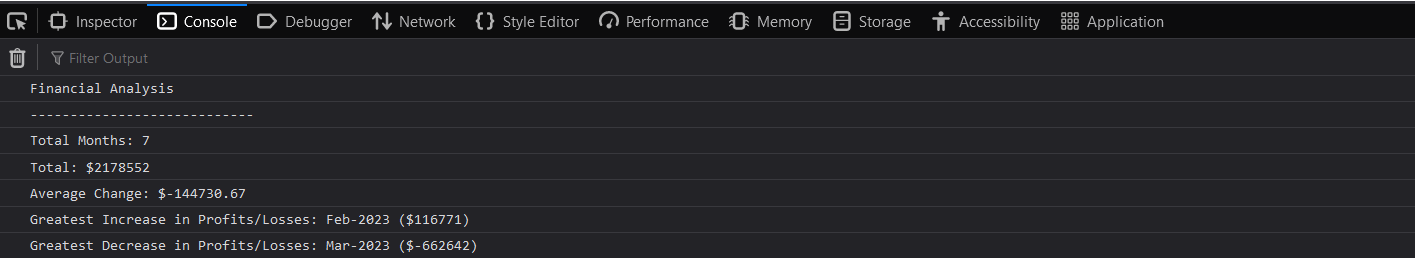 Inspector Console Debugger Network Style Editor Performance Memory Storage Accessibility Application
Filter Output
Financial Analysis
----------------------------
Total Months: 7
Total: $2178552
Average Change: $-144730.67
Greatest Increase in Profits/Losses: Feb-2023 ($116771)
Greatest Decrease in Profits/Losses: Mar-2023 ($-662642)